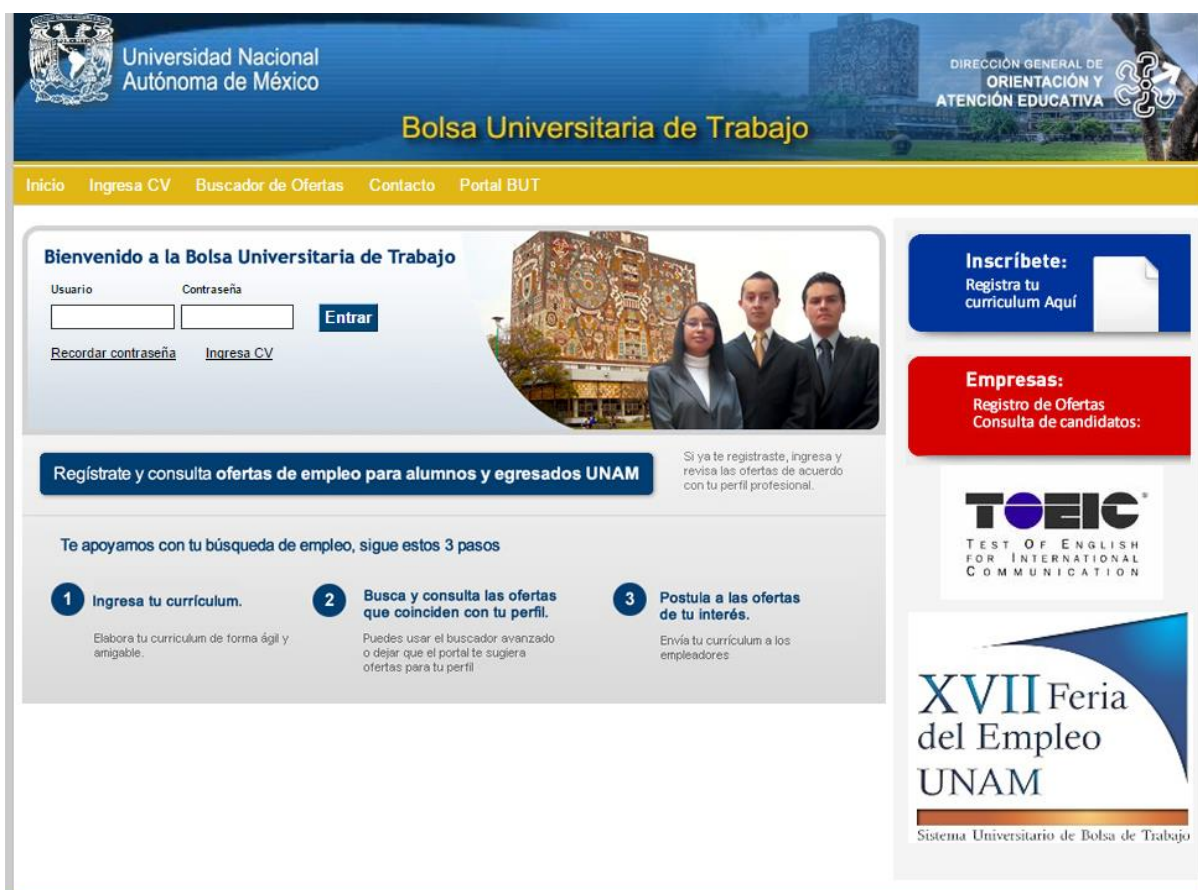 Universidad Nacional
Autónoma de México
DIRECCIÓN GENERAL DE
ORIENTACIÓN Y
ATENCIÓN EDUCATIVA
Bolsa Universitaria de Trabajo
Inicio Ingresa CV Buscador de Ofertas Contacto Portal BUT
Bienvenido a la Bolsa Universitaria de Trabajo
Usuario Contraseña
Entrar
Recordar contraseña Ingresa CV
Regístrate y consulta ofertas de empleo para alumnos y egresados UNAM
Si ya te registraste, ingresa y
revisa las ofertas de acuerdo
con tu perfil profesional.
Te apoyamos con tu búsqueda de empleo, sigue estos 3 pasos
1 Ingresa tu currículum.
Elabora tu curriculum de forma ágil y
amigable.
2 Busca y consulta las ofertas
que coinciden con tu perfil.
Puedes usar el buscador avanzado
o dejar que el portal te sugiera
ofertas para tu perfil
3 Postula a las ofertas
de tu interés.
Envía tu currículum a los
empleadores
Inscríbete:
Registra tu
curriculum Aquí
Empresas:
Registro de Ofertas
Consulta de candidatos:
TOEIC®
TEST OF ENGLISH
FOR INTERNATIONAL
COMMUNICATION
XVII Feria
del Empleo
UNAM
Sistema Universitario de Bolsa de Trabajo